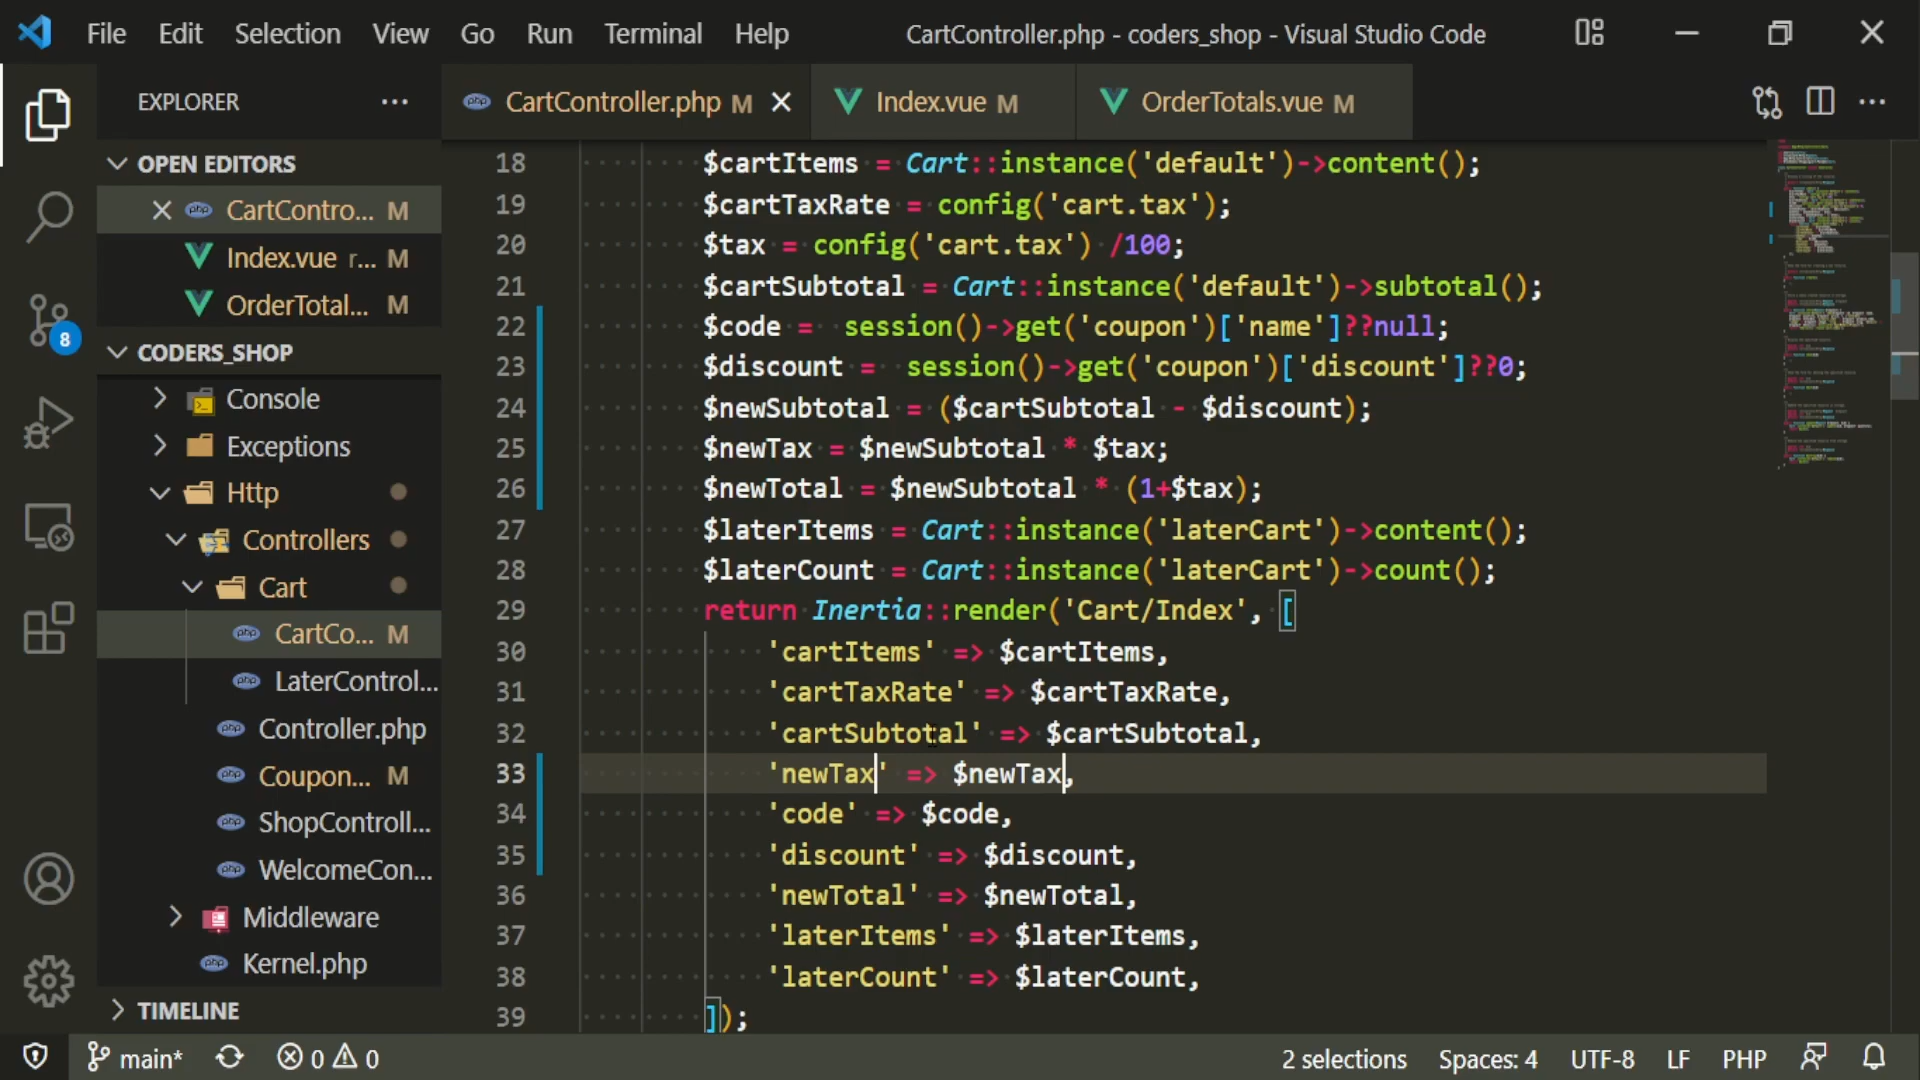 File Edit Selection View Go Run Terminal Help CartController.php - coders_shop - Visual Studio Code
EXPLORER ··· CartController.php M Index.vue M OrderTotals.vue M ···
OPEN EDITORS
CartContro... M
Index.vue r... M
OrderTotal... M
8
CODERS_SHOP
Console
Exceptions
Http
Controllers
Cart
CartCo... M
LaterControl...
Controller.php
Coupon... M
ShopControll...
WelcomeCon...
Middleware
Kernel.php
TIMELINE
18 $cartItems = Cart::instance('default')->content();
19 $cartTaxRate = config('cart.tax');
20 $tax = config('cart.tax') /100;
21 $cartSubtotal = Cart::instance('default')->subtotal();
22 $code = session()->get('coupon')['name']??null;
23 $discount = session()->get('coupon')['discount']??0;
24 $newSubtotal = ($cartSubtotal - $discount);
25 $newTax = $newSubtotal * $tax;
26 $newTotal = $newSubtotal * (1+$tax);
27 $laterItems = Cart::instance('laterCart')->content();
28 $laterCount = Cart::instance('laterCart')->count();
29 return Inertia::render('Cart/Index', [
30 'cartItems' => $cartItems,
31 'cartTaxRate' => $cartTaxRate,
32 'cartSubtotal' => $cartSubtotal,
33 'newTax' => $newTax,
34 'code' => $code,
35 'discount' => $discount,
36 'newTotal' => $newTotal,
37 'laterItems' => $laterItems,
38 'laterCount' => $laterCount,
39 ]);
main* 0 0 2 selections Spaces: 4 UTF-8 LF PHP